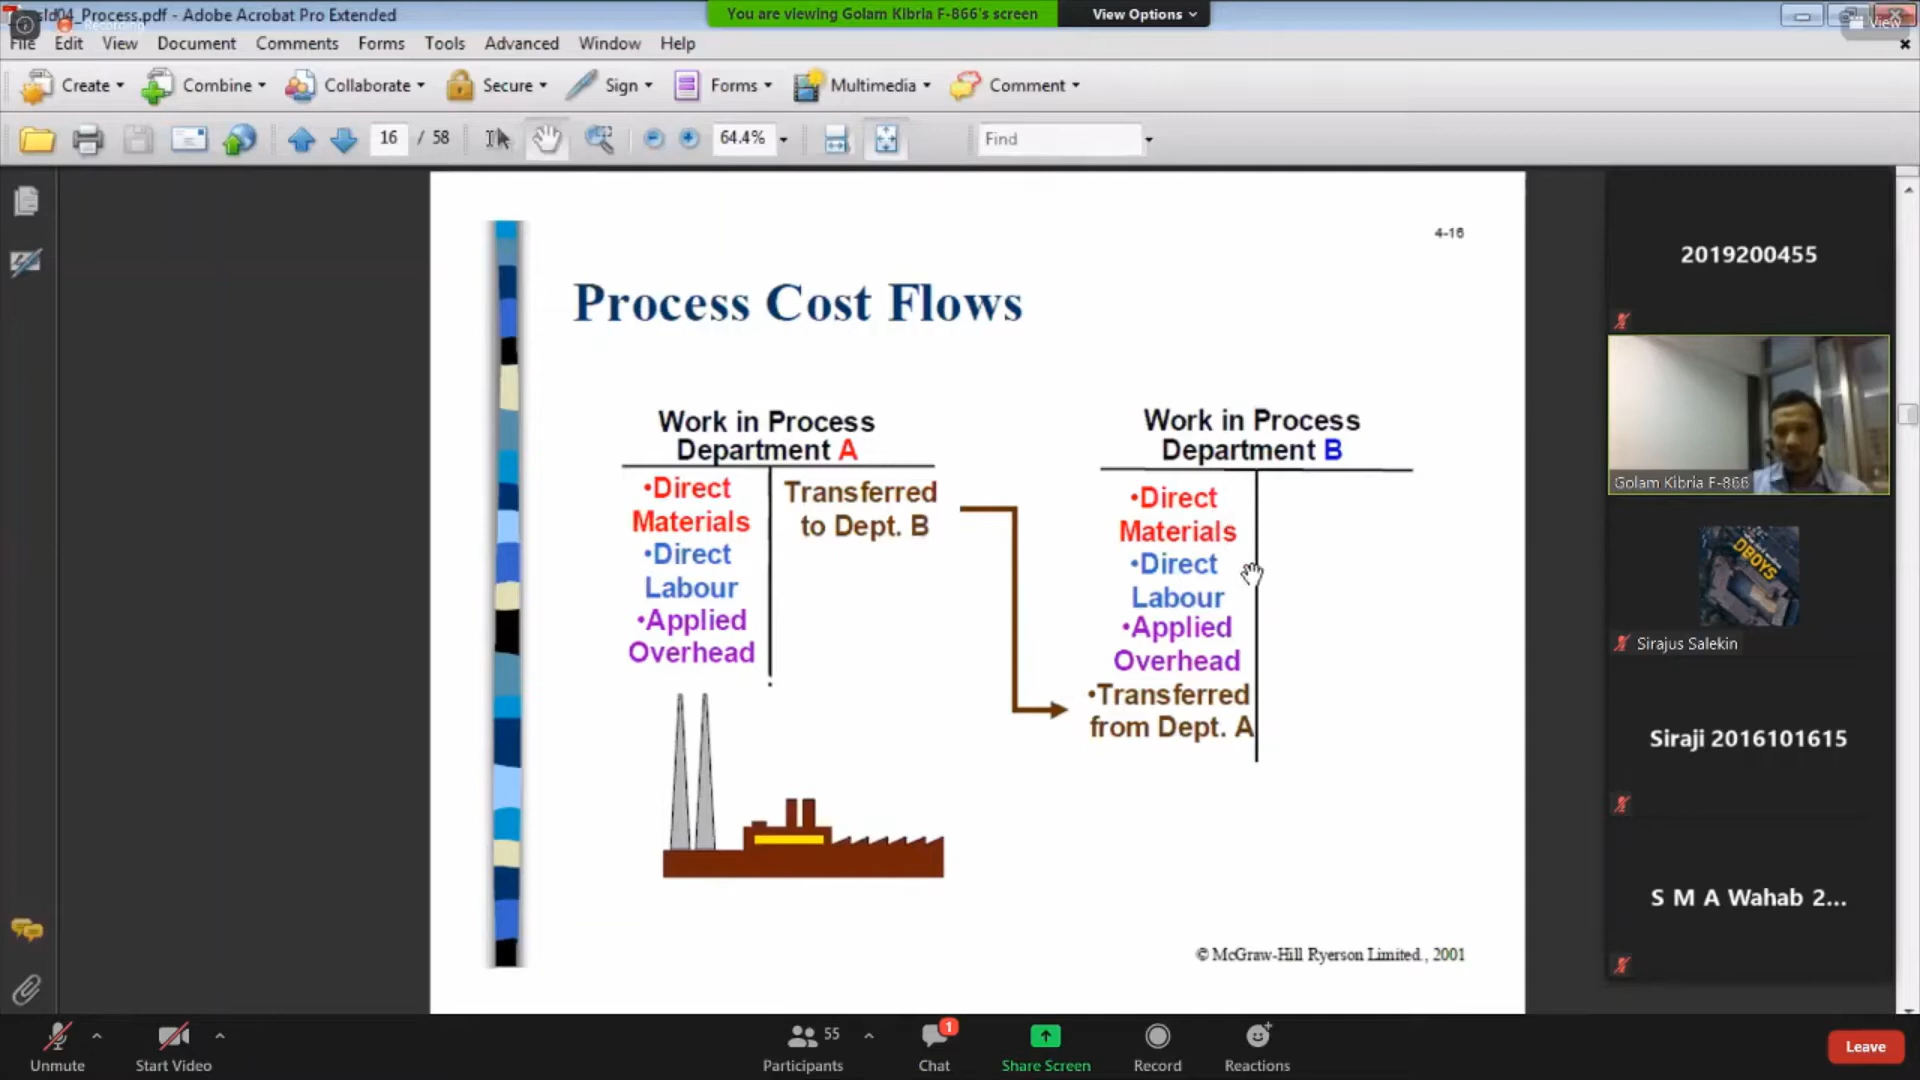 sld04_Process.pdf - Adobe Acrobat Pro Extended
Recording
You are viewing Golam Kibria F-866's screen
View Options
View
File Edit View Document Comments Forms Tools Advanced Window Help
Create Combine Collaborate Secure Sign Forms Multimedia Comment
16 / 58 64.4% Find
4-16
Process Cost Flows
Work in Process
Department A
•Direct
Materials
•Direct
Labour
•Applied
Overhead
Transferred
to Dept. B
Work in Process
Department B
•Direct
Materials
•Direct
Labour
•Applied
Overhead
•Transferred
from Dept. A
© McGraw-Hill Ryerson Limited., 2001
2019200455
Golam Kibria F-866
DBOYS
Sirajus Salekin
Siraji 2016101615
S M A Wahab 2...
Unmute
Start Video
55
Participants
1
Chat
Share Screen
Record
Reactions
Leave